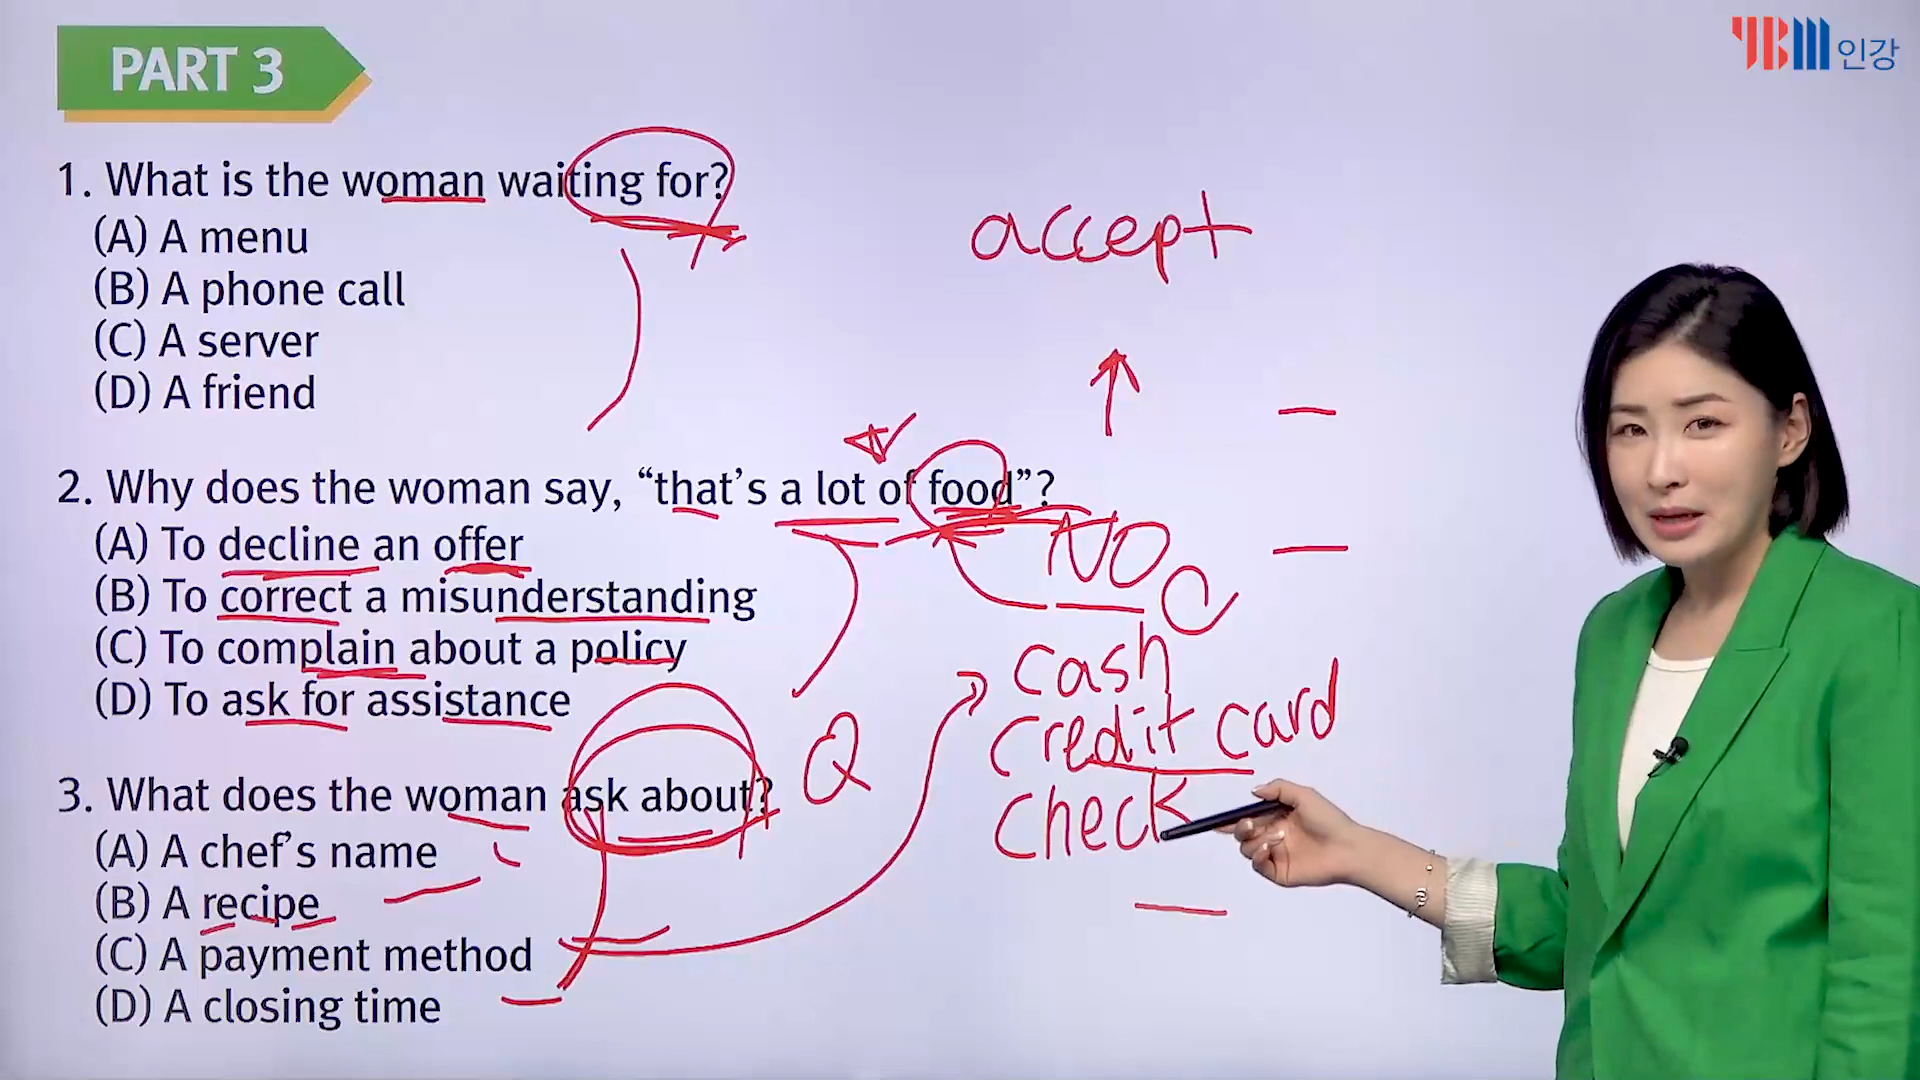 PART 3
YBM 인강
1. What is the woman waiting for?
(A) A menu
(B) A phone call
(C) A server
(D) A friend
accept
2. Why does the woman say, “that’s a lot of food”?
(A) To decline an offer
(B) To correct a misunderstanding
(C) To complain about a policy
(D) To ask for assistance
NO
C
cash
credit card
check
Q
3. What does the woman ask about?
(A) A chef’s name
(B) A recipe
(C) A payment method
(D) A closing time